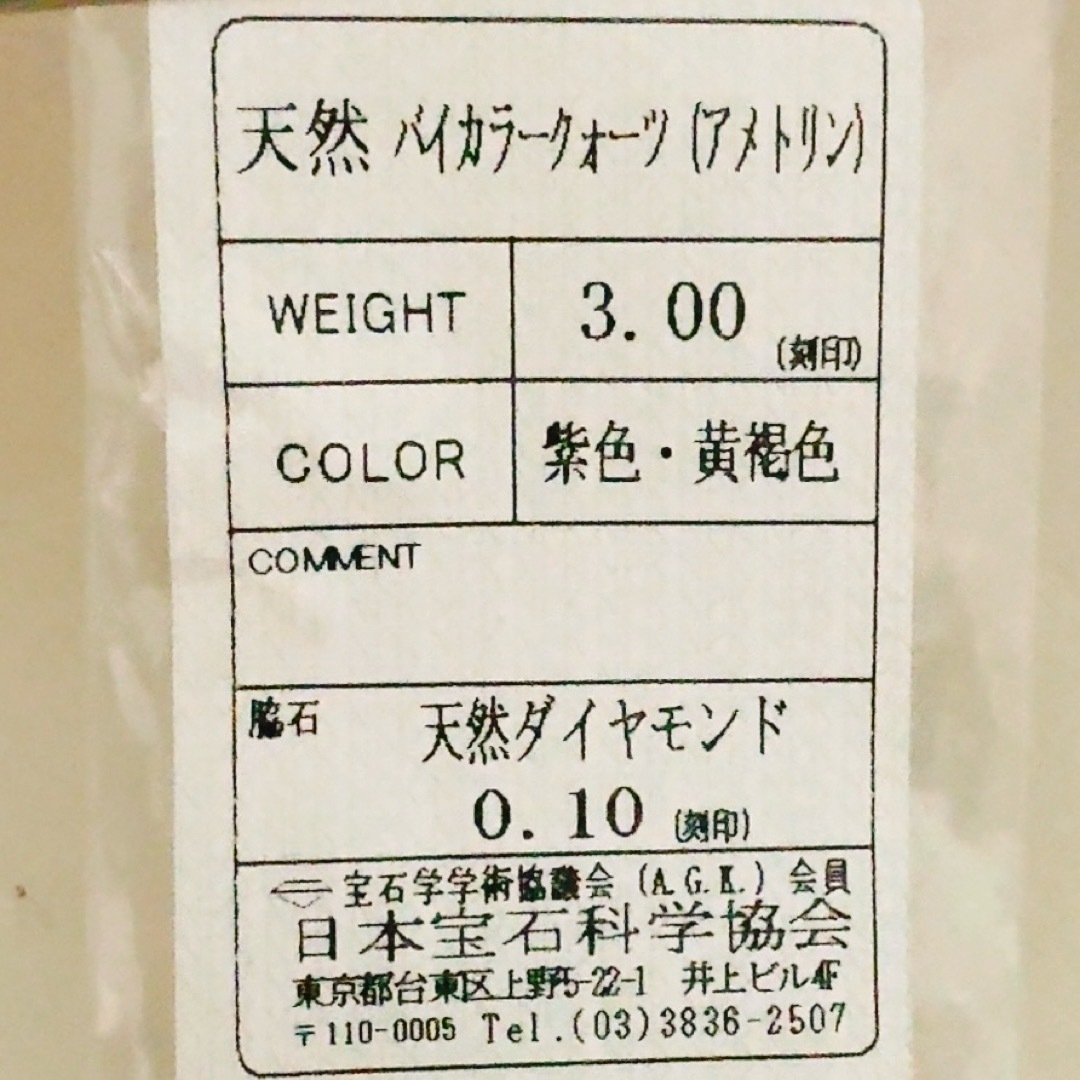 天然 バイカラークォーツ (アメトリン)
WEIGHT 3.00 (刻印)
COLOR 紫色・黄褐色
COMMENT
脇石 天然ダイヤモンド
0.10 (刻印)
宝石学学術協議会 (A.G.K.) 会員
日本宝石科学協会
東京都台東区上野5-22-1 井上ビル4F
〒110-0005 Tel.(03)3836-2507